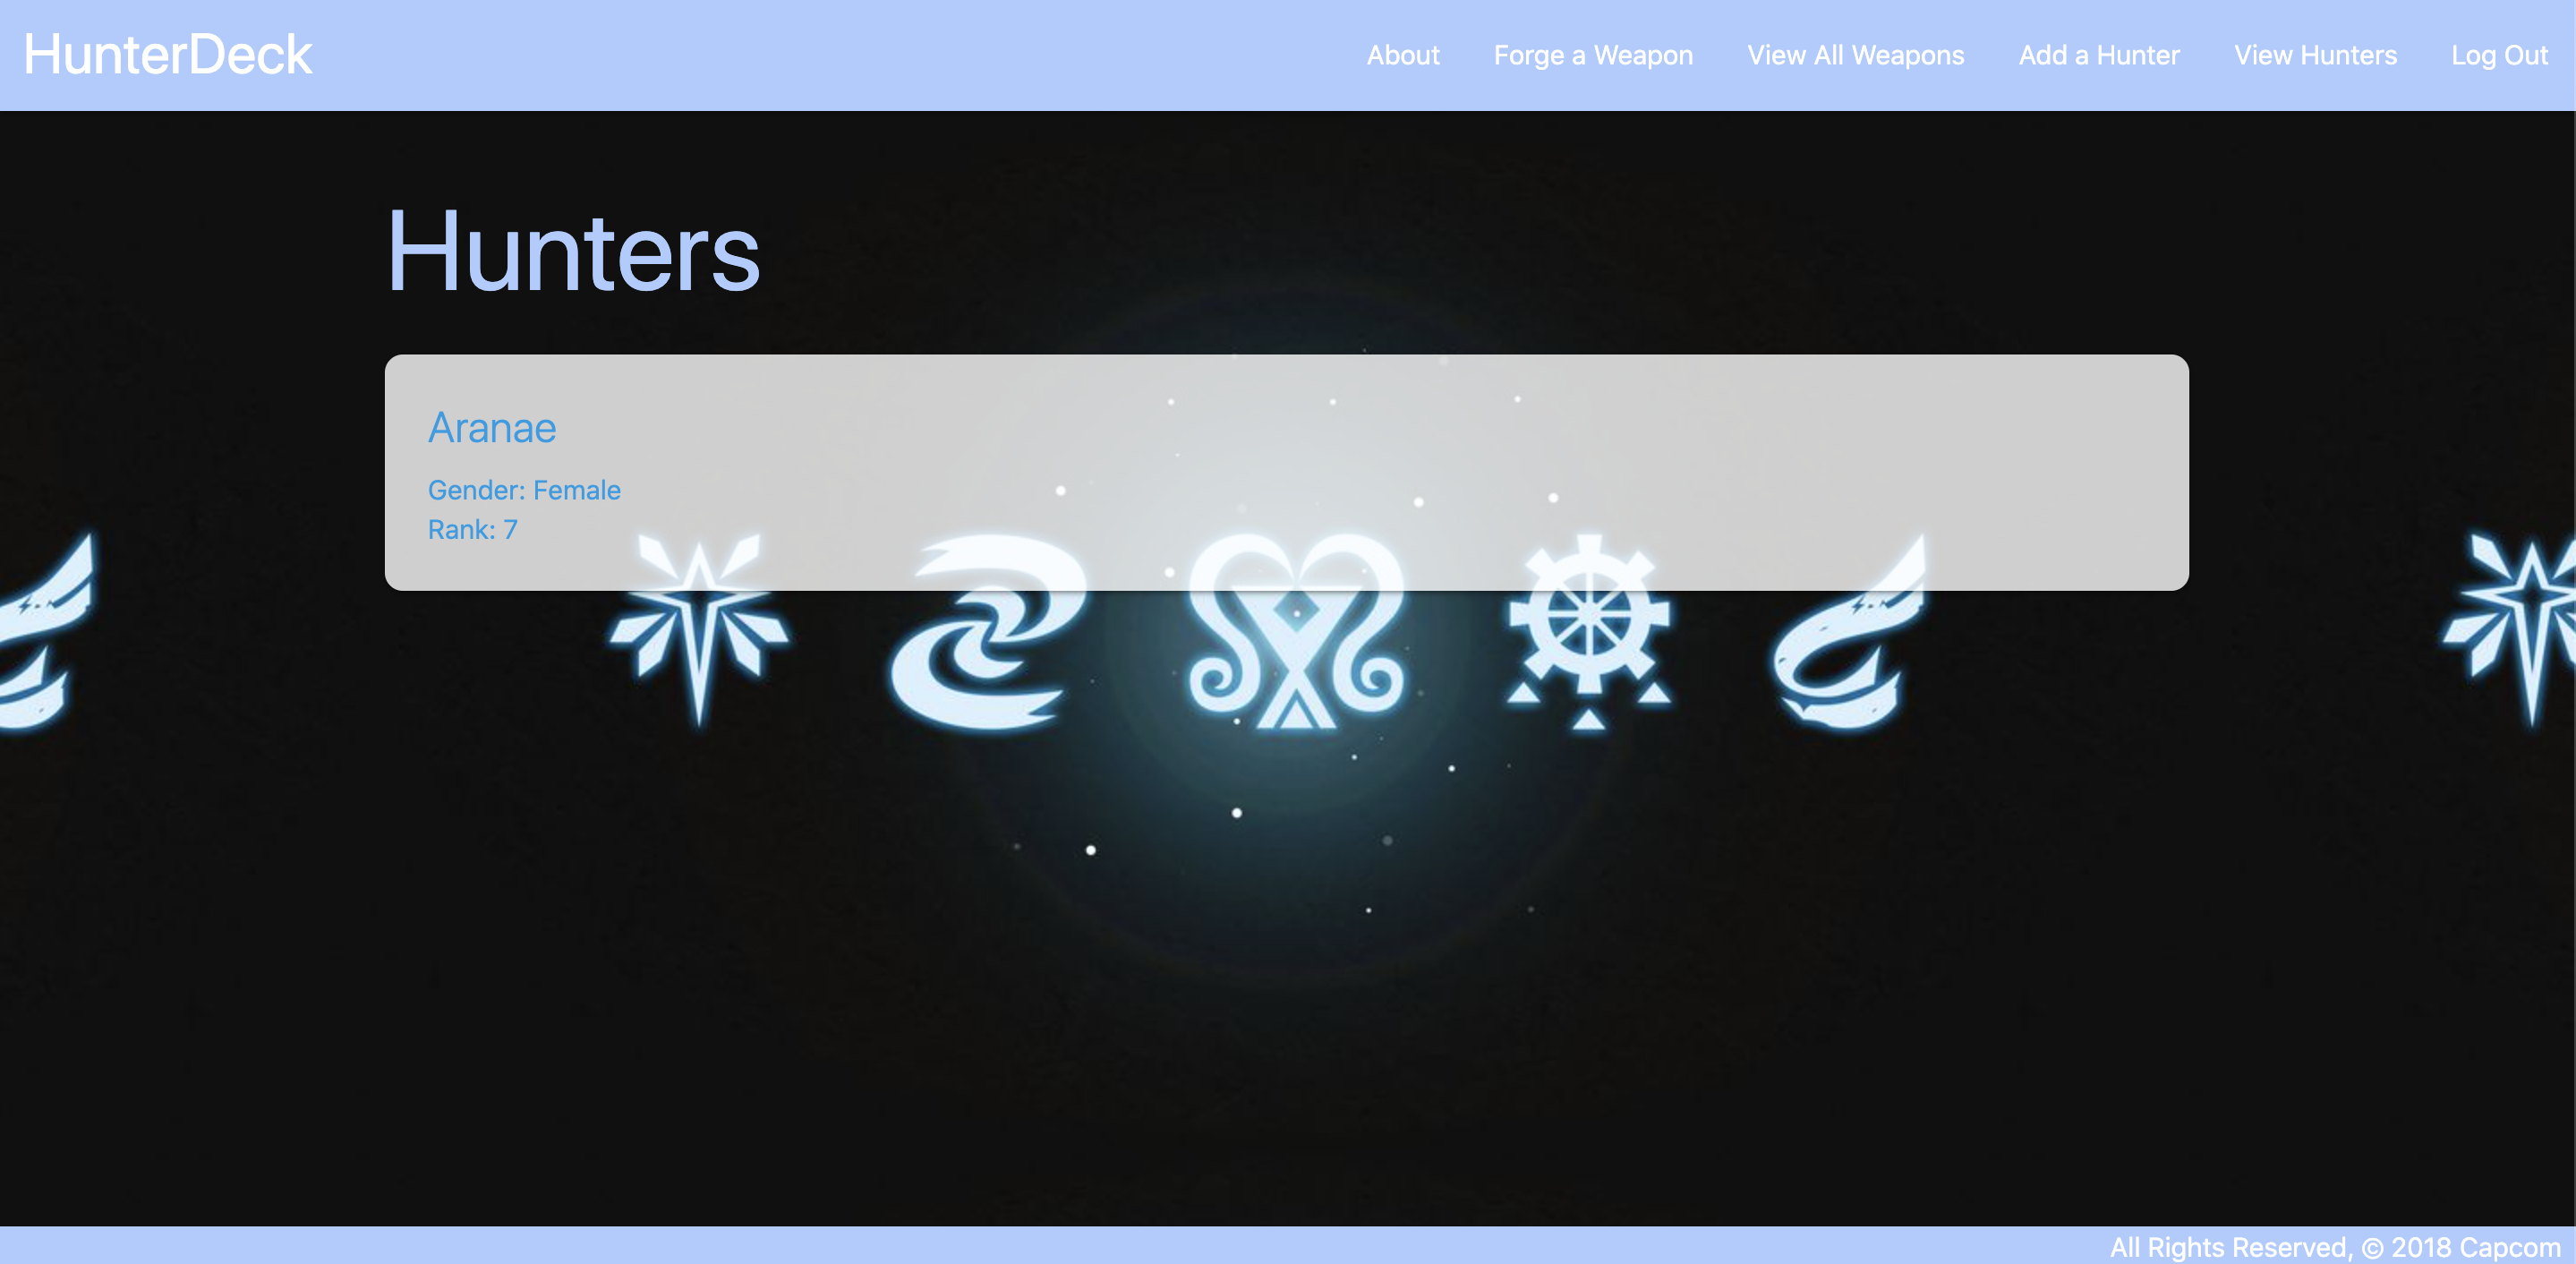 HunterDeck
About Forge a Weapon View All Weapons Add a Hunter View Hunters Log Out
Hunters
Aranae
Gender: Female
Rank: 7
All Rights Reserved, © 2018 Capcom